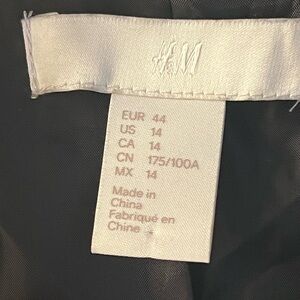 H&M
EUR 44
US 14
CA 14
CN 175/100A
MX 14
Made in
China
Fabriqué en
Chine